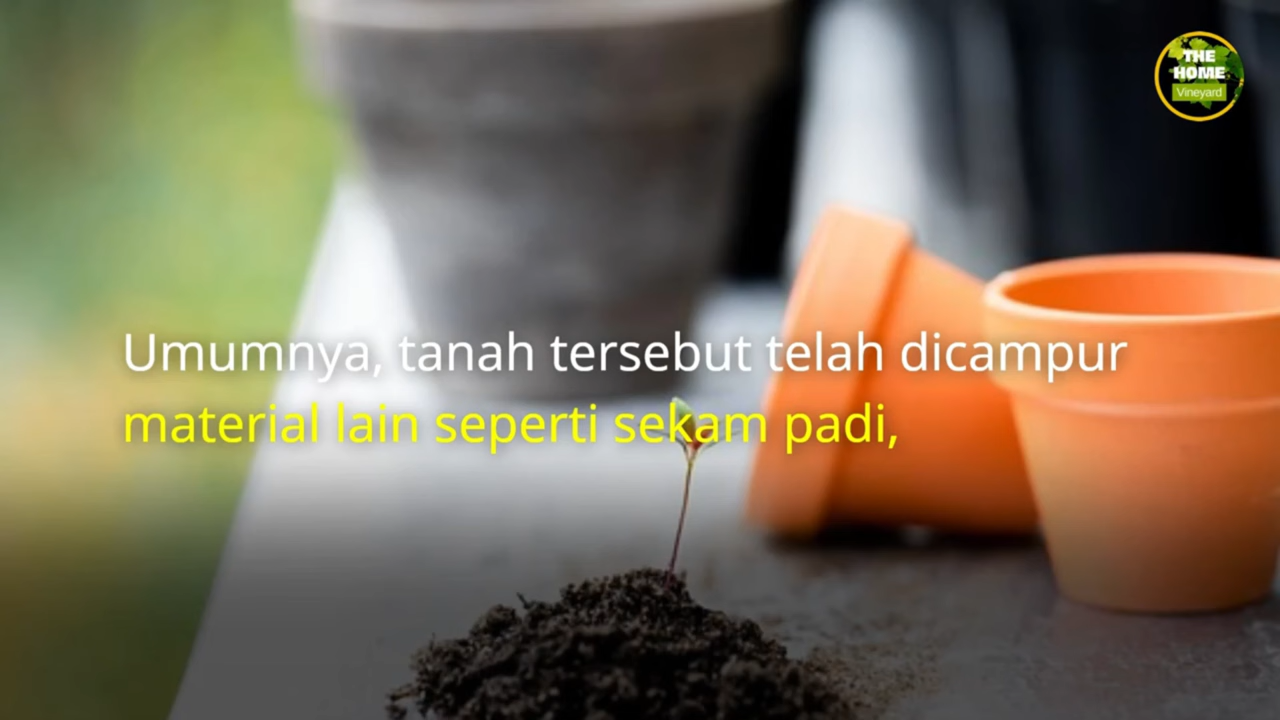 THE
HOME
Vineyard
Umumnya, tanah tersebut telah dicampur
material lain seperti sekam padi,